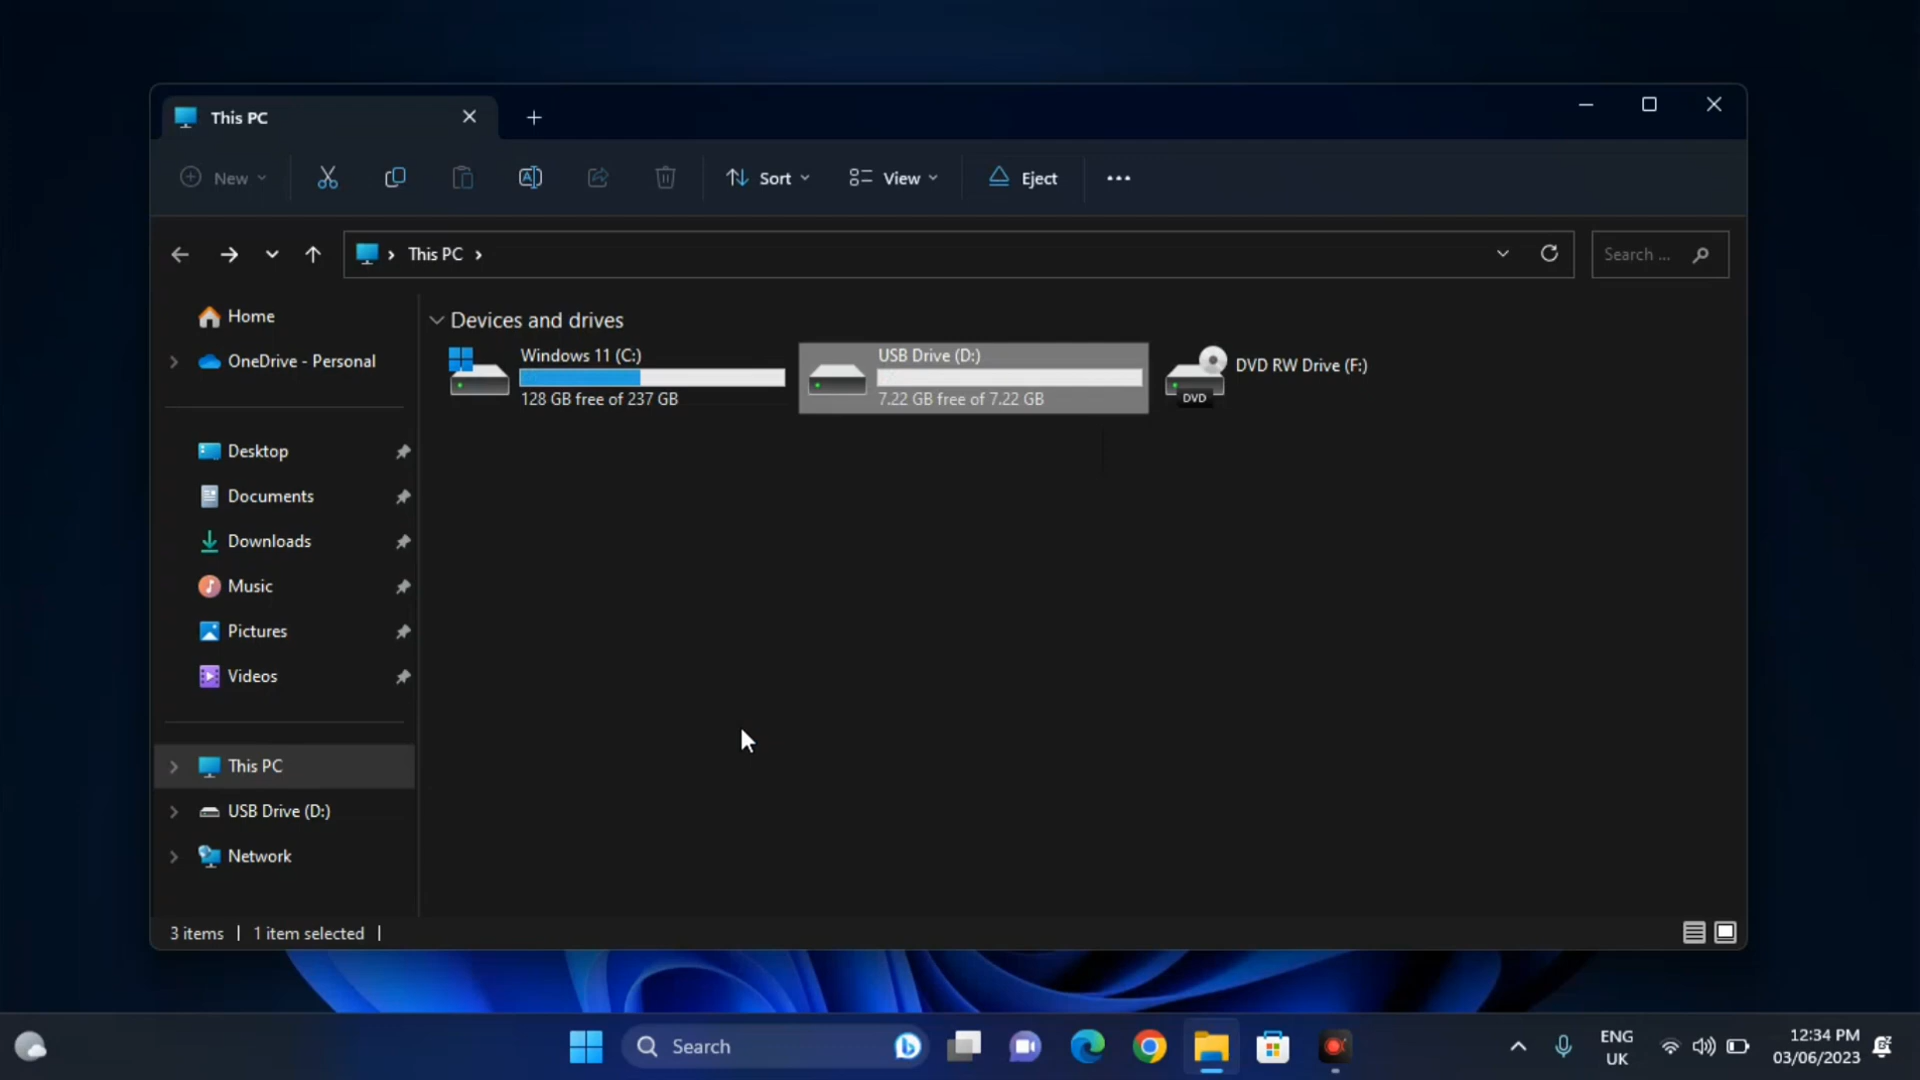 This PC
New
Sort
View
Eject
This PC
Search ...
Home
OneDrive - Personal
Desktop
Documents
Downloads
Music
Pictures
Videos
This PC
USB Drive (D:)
Network
Devices and drives
Windows 11 (C:)
128 GB free of 237 GB
USB Drive (D:)
7.22 GB free of 7.22 GB
DVD RW Drive (F:)
DVD
3 items
1 item selected
Search
ENG
UK
12:34 PM
03/06/2023